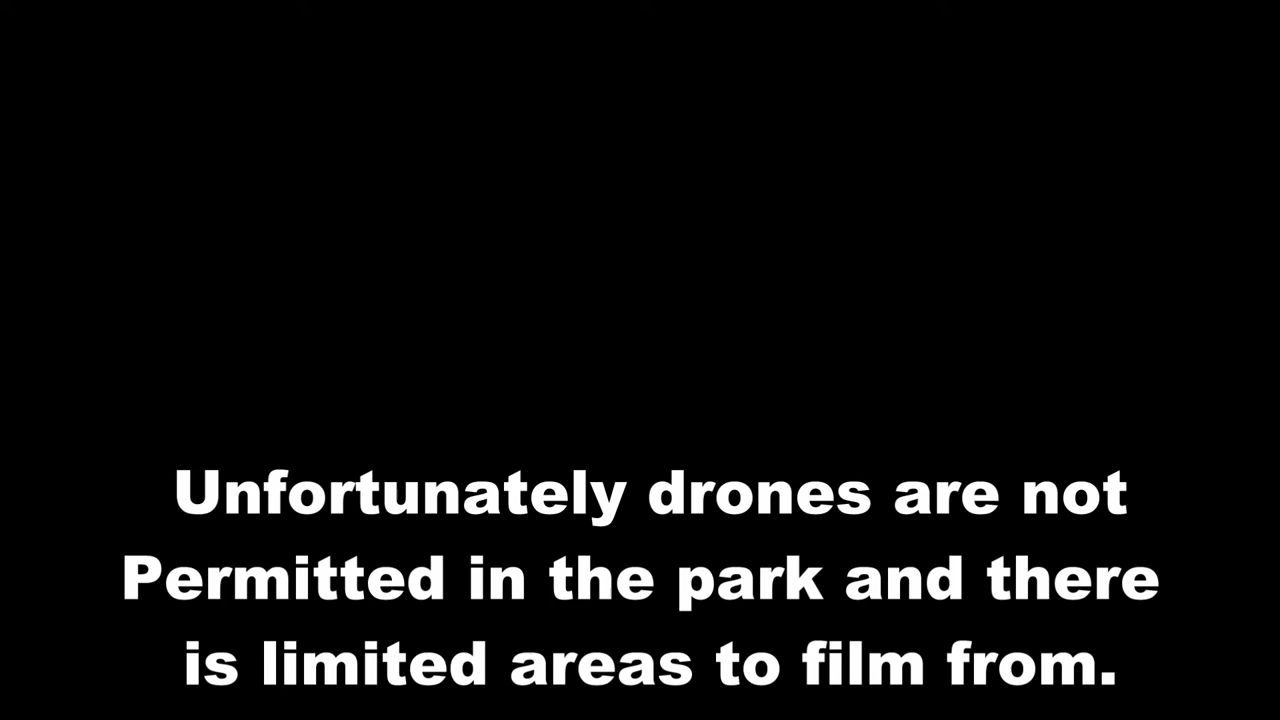 Unfortunately drones are not
Permitted in the park and there
is limited areas to film from.